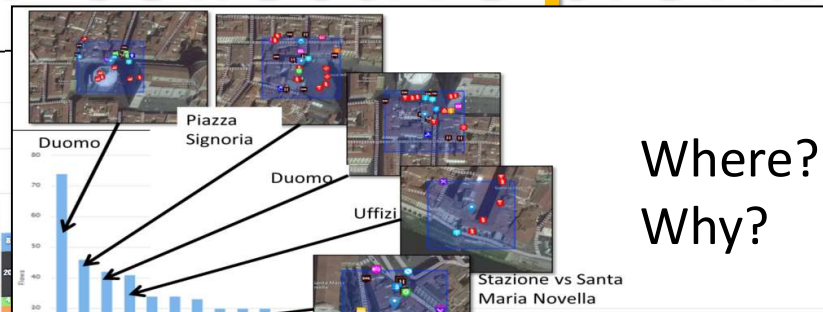 Duomo
Piazza
Signoria
Duomo
Uffizi
Stazione vs Santa
Maria Novella
Where?
Why?
80
70
60
50
40
30
Flows
20